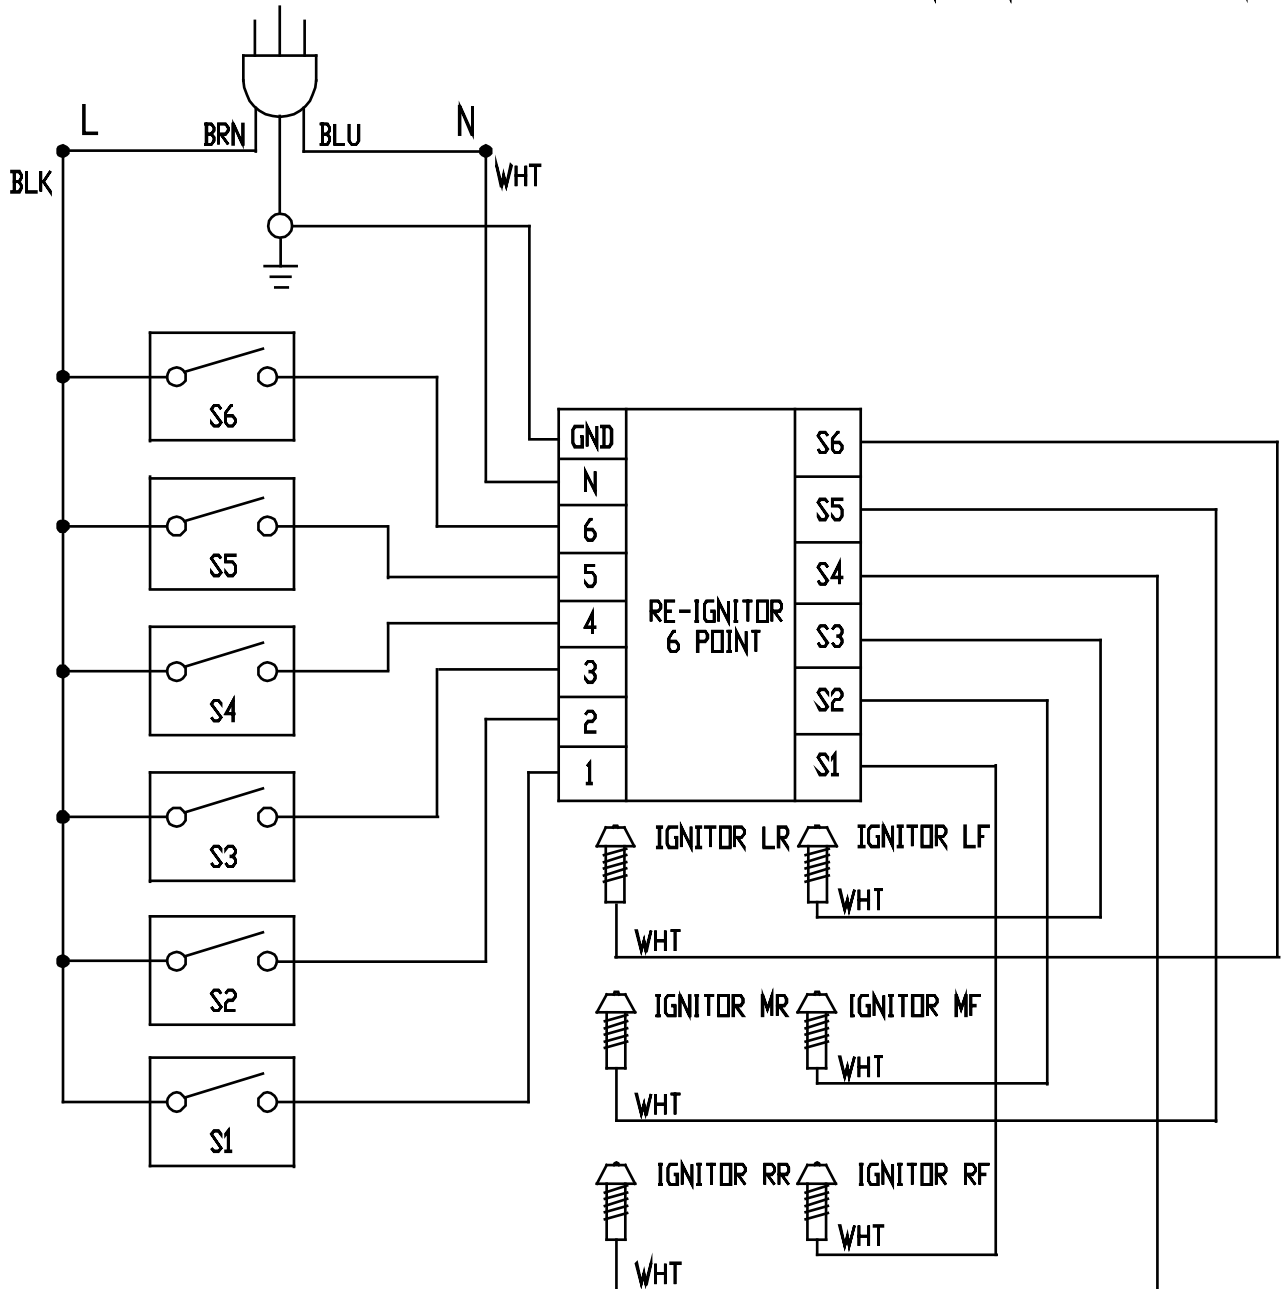 L
N
BRN
BLU
BLK
WHT
S6
S5
S4
S3
S2
S1
GND
N
6
5
4
3
2
1
RE-IGNITOR
6 POINT
S6
S5
S4
S3
S2
S1
IGNITOR LR
IGNITOR LF
WHT
WHT
IGNITOR MR
IGNITOR MF
WHT
WHT
IGNITOR RR
IGNITOR RF
WHT
WHT